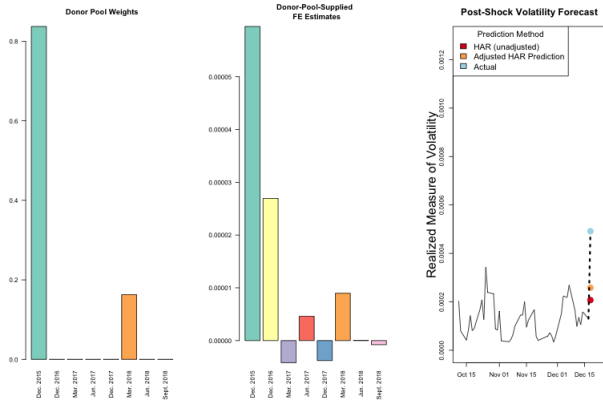 Donor Pool Weights
0.8
0.6
0.4
0.2
0.0
Dec. 2015
Dec. 2016
Mar. 2017
Jun. 2017
Dec. 2017
Mar. 2018
Jun. 2018
Sept. 2018
Donor-Pool-Supplied
FE Estimates
0.00005
0.00004
0.00003
0.00002
0.00001
0.00000
Dec. 2015
Dec. 2016
Mar. 2017
Jun. 2017
Dec. 2017
Mar. 2018
Jun. 2018
Sept. 2018
Post-Shock Volatility Forecast
Prediction Method
HAR (unadjusted)
Adjusted HAR Prediction
Actual
Realized Measure of Volatility
0.0012
0.0010
0.0008
0.0006
0.0004
0.0002
0.0000
Oct 15
Nov 01
Nov 15
Dec 01
Dec 15